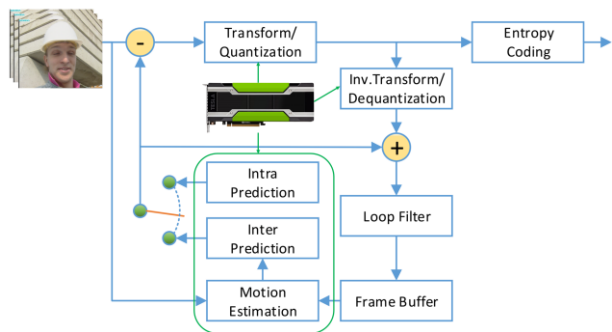 Transform/
Quantization
Entropy
Coding
-
Inv.Transform/
Dequantization
+
Intra
Prediction
Loop Filter
Inter
Prediction
Motion
Estimation
Frame Buffer